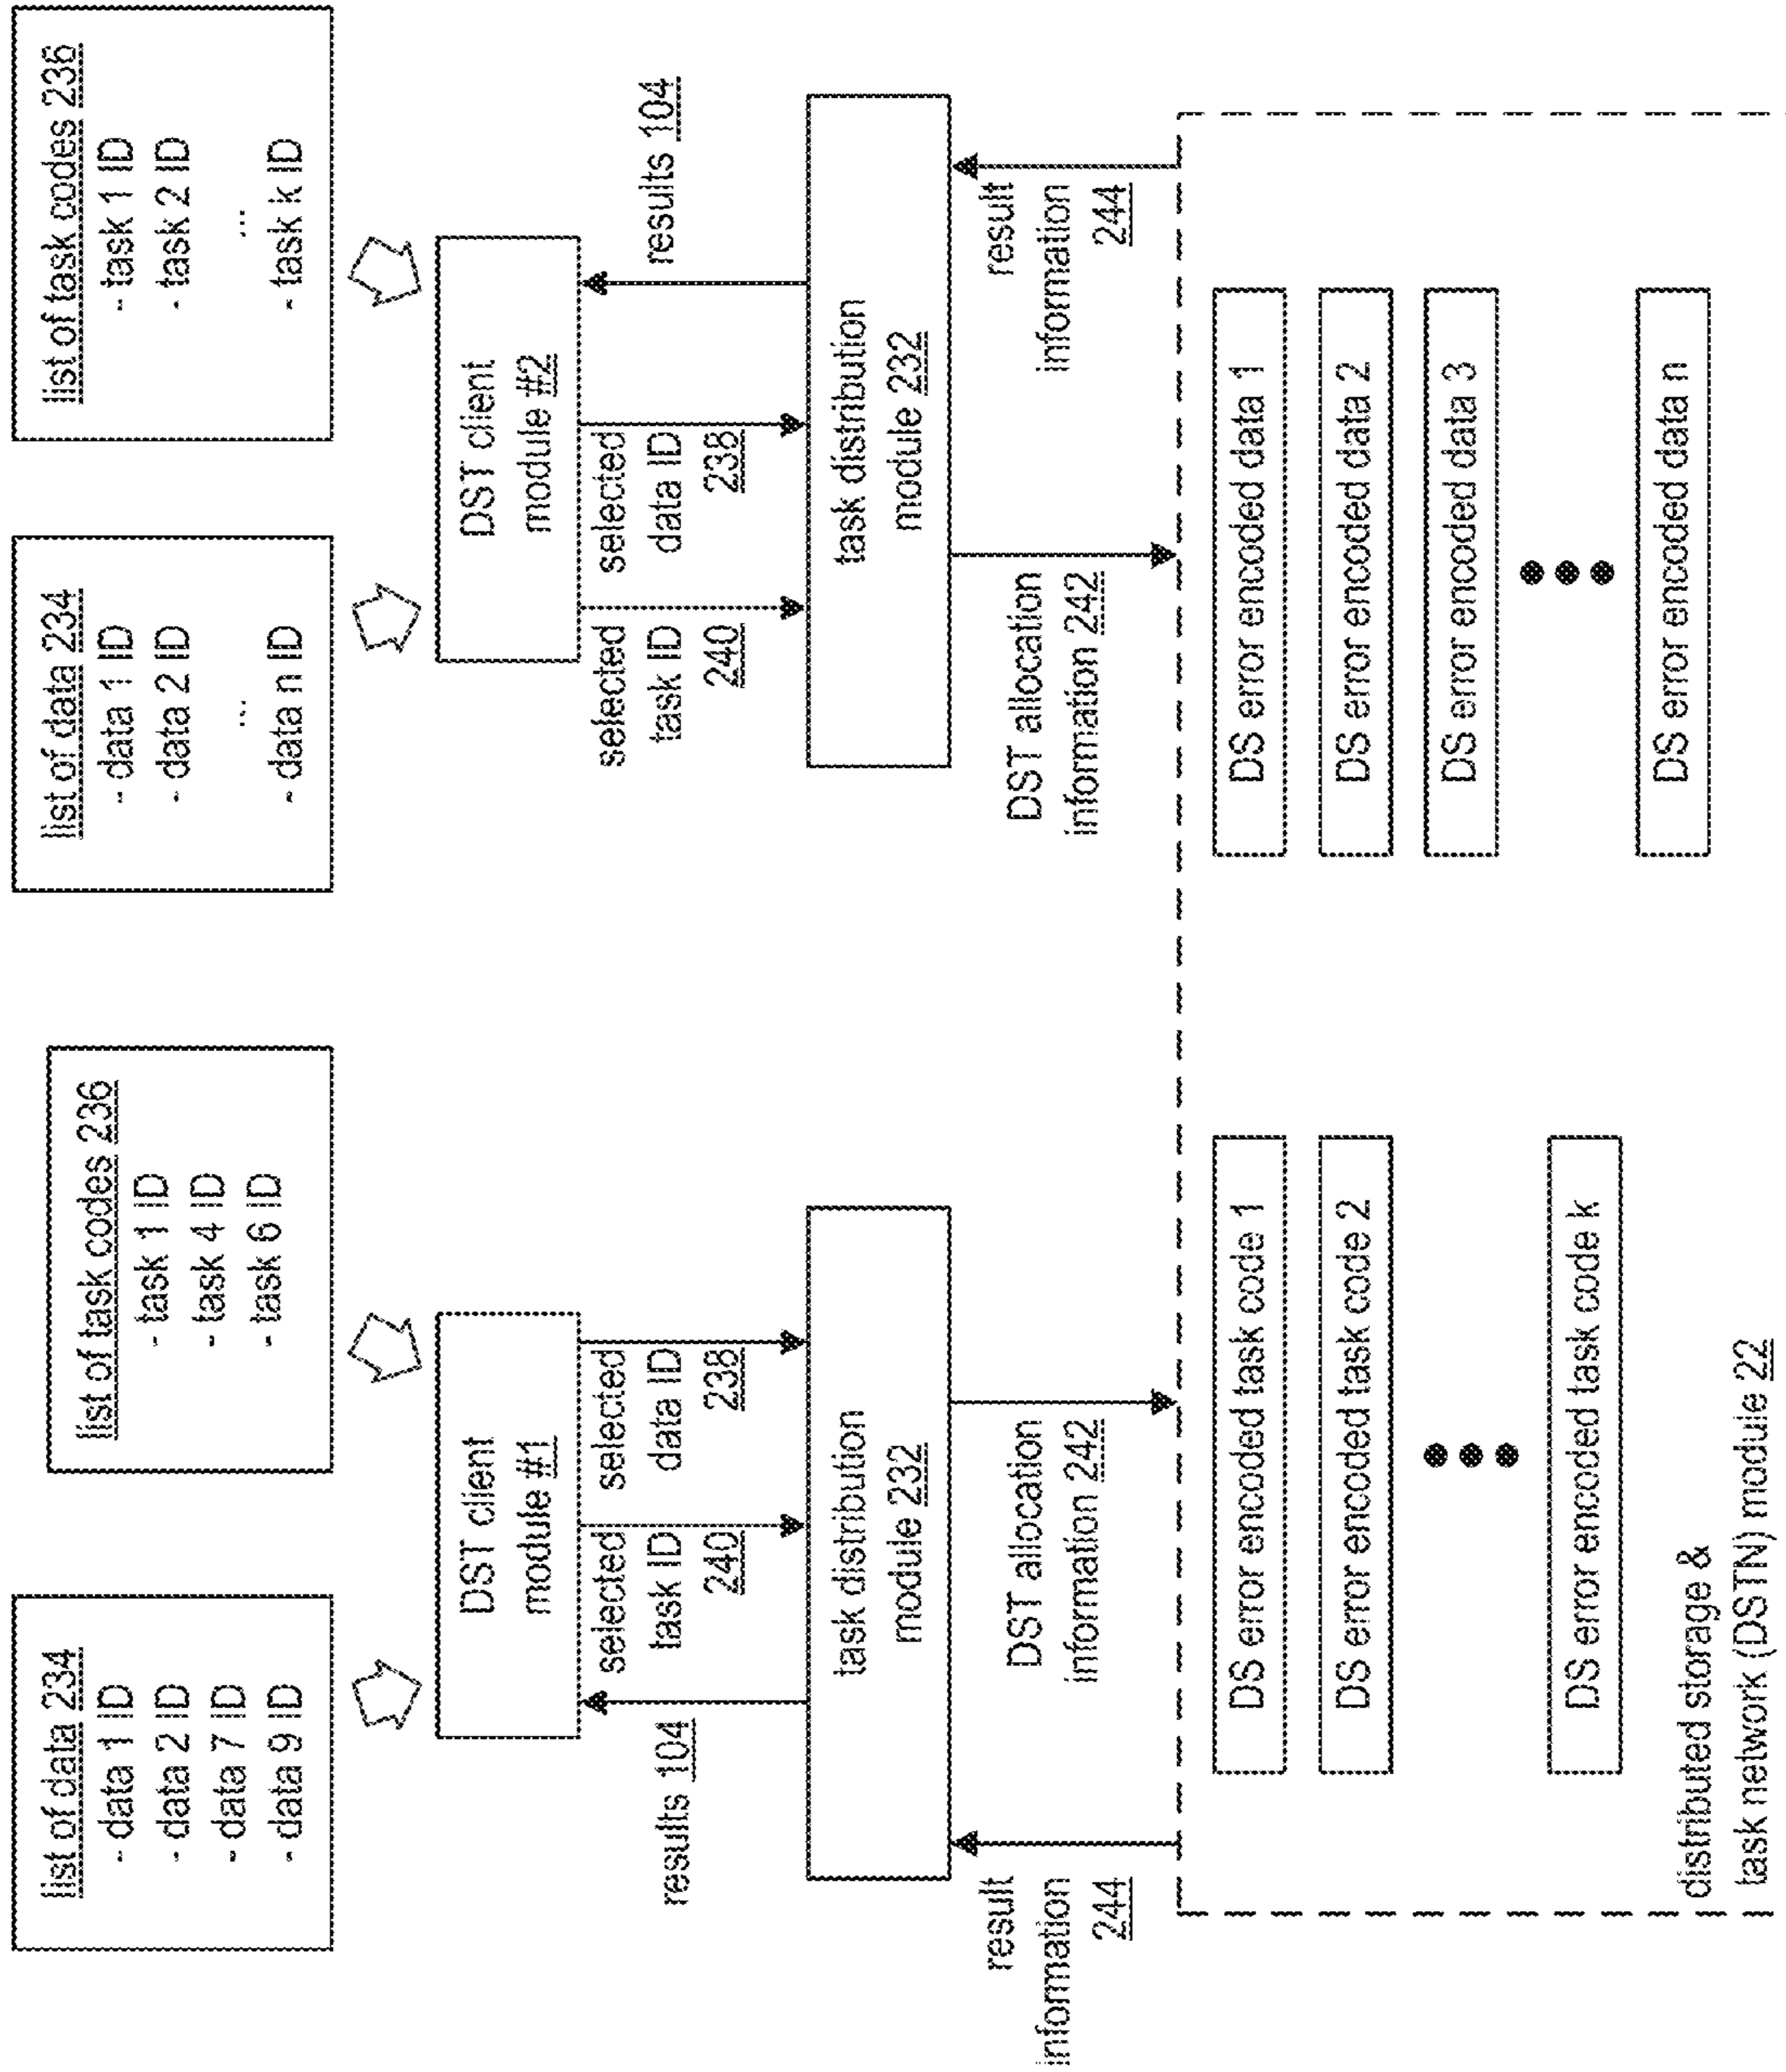 list of data 234
- data 1 ID
- data 2 ID
- data 7 ID
- data 9 ID
list of task codes 236
- task 1 ID
- task 4 ID
- task 6 ID
DST client
module #1
results 104
selected
task ID
240
selected
data ID
238
task distribution
module 232
result
information
244
DST allocation
information 242
list of data 234
- data 1 ID
- data 2 ID
...
- data n ID
list of task codes 236
- task 1 ID
- task 2 ID
...
- task k ID
DST client
module #2
selected
task ID
240
selected
data ID
238
results 104
task distribution
module 232
DST allocation
information 242
result
information
244
DS error encoded task code 1
DS error encoded task code 2
DS error encoded task code k
DS error encoded data 1
DS error encoded data 2
DS error encoded data 3
DS error encoded data n
distributed storage &
task network (DSTN) module 22